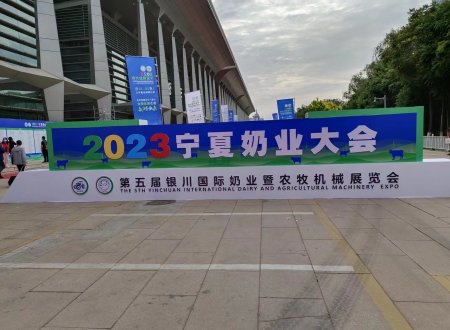 2023宁夏奶业大会
第五届银川国际奶业暨农牧机械展览会
THE 5TH YINCHUAN INTERNATIONAL DAIRY AND AGRICULTURAL MACHINERY EXPO